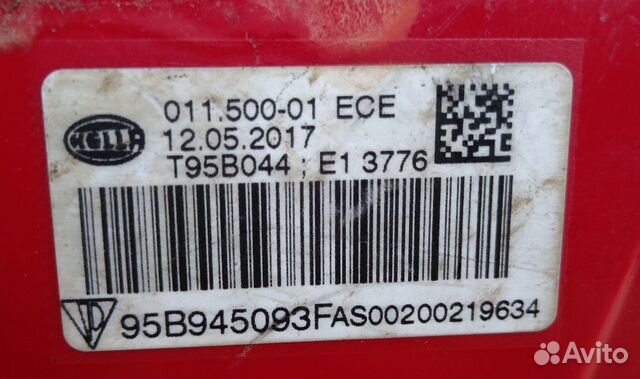 011.500-01 ECE
12.05.2017
T95B044 ; E1 3776
HELLA
95B945093FAS00200219634
Avito